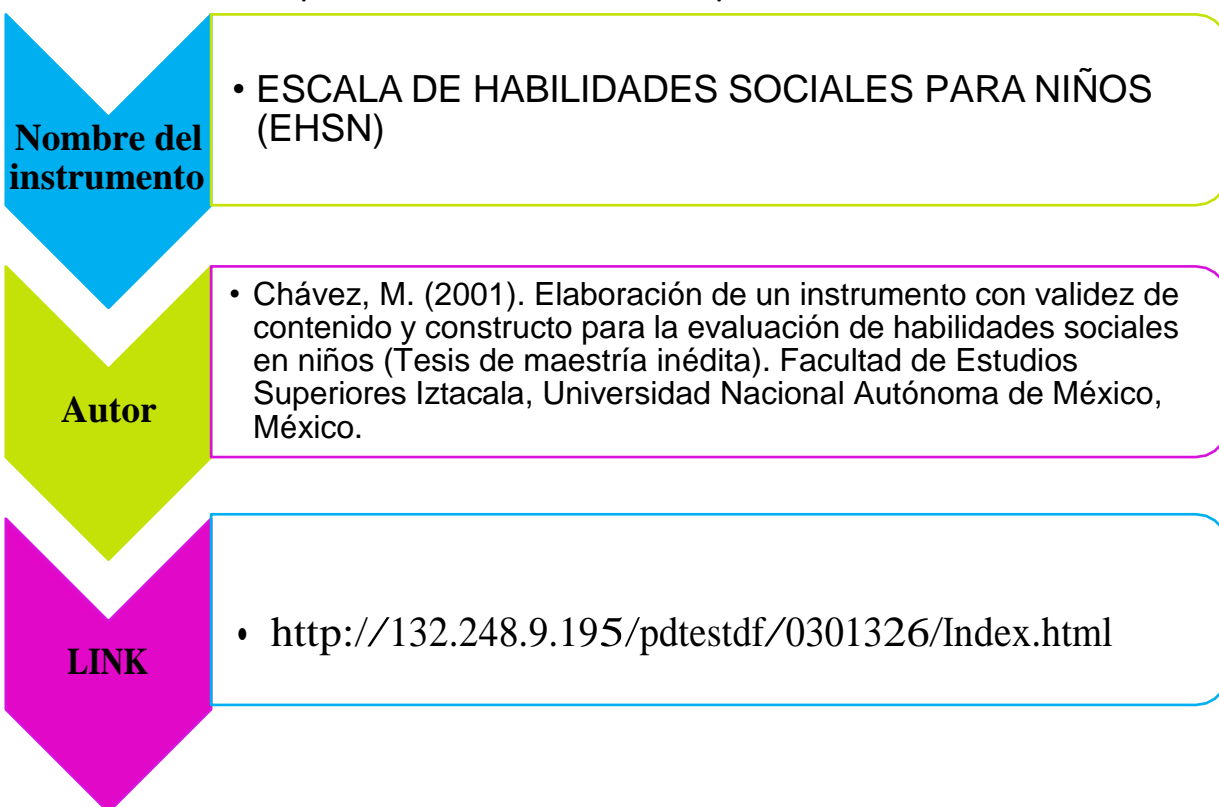 Nombre del
instrumento
• ESCALA DE HABILIDADES SOCIALES PARA NIÑOS
(EHSN)
Autor
• Chávez, M. (2001). Elaboración de un instrumento con validez de
contenido y constructo para la evaluación de habilidades sociales
en niños (Tesis de maestría inédita). Facultad de Estudios
Superiores Iztacala, Universidad Nacional Autónoma de México,
México.
LINK
• http://132.248.9.195/pdtestdf/0301326/Index.html